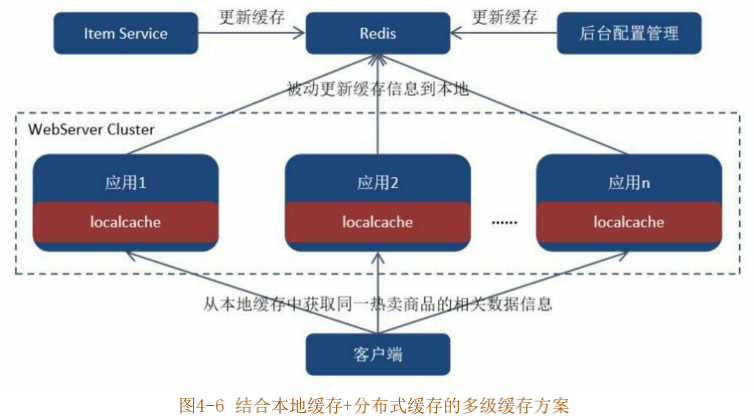 Item Service
更新缓存
Redis
更新缓存
后台配置管理
被动更新缓存信息到本地
WebServer Cluster
应用1
localcache
应用2
localcache
......
应用n
localcache
从本地缓存中获取同一热卖商品的相关数据信息
客户端
图4-6 结合本地缓存+分布式缓存的多级缓存方案